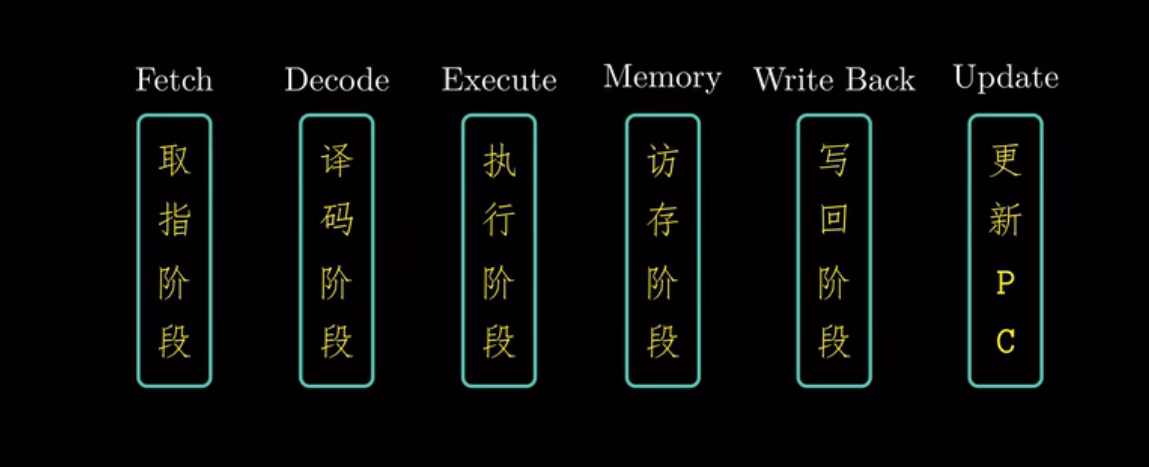 Fetch
Decode
Execute
Memory
Write Back
Update
取指阶段
译码阶段
执行阶段
访存阶段
写回阶段
更新PC